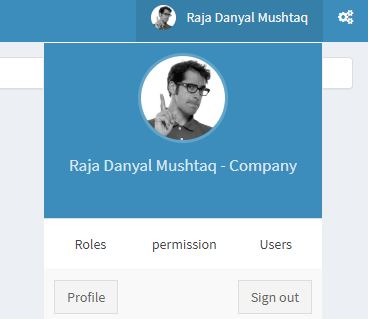 Raja Danyal Mushtaq
Raja Danyal Mushtaq - Company
Roles permission Users
Profile Sign out